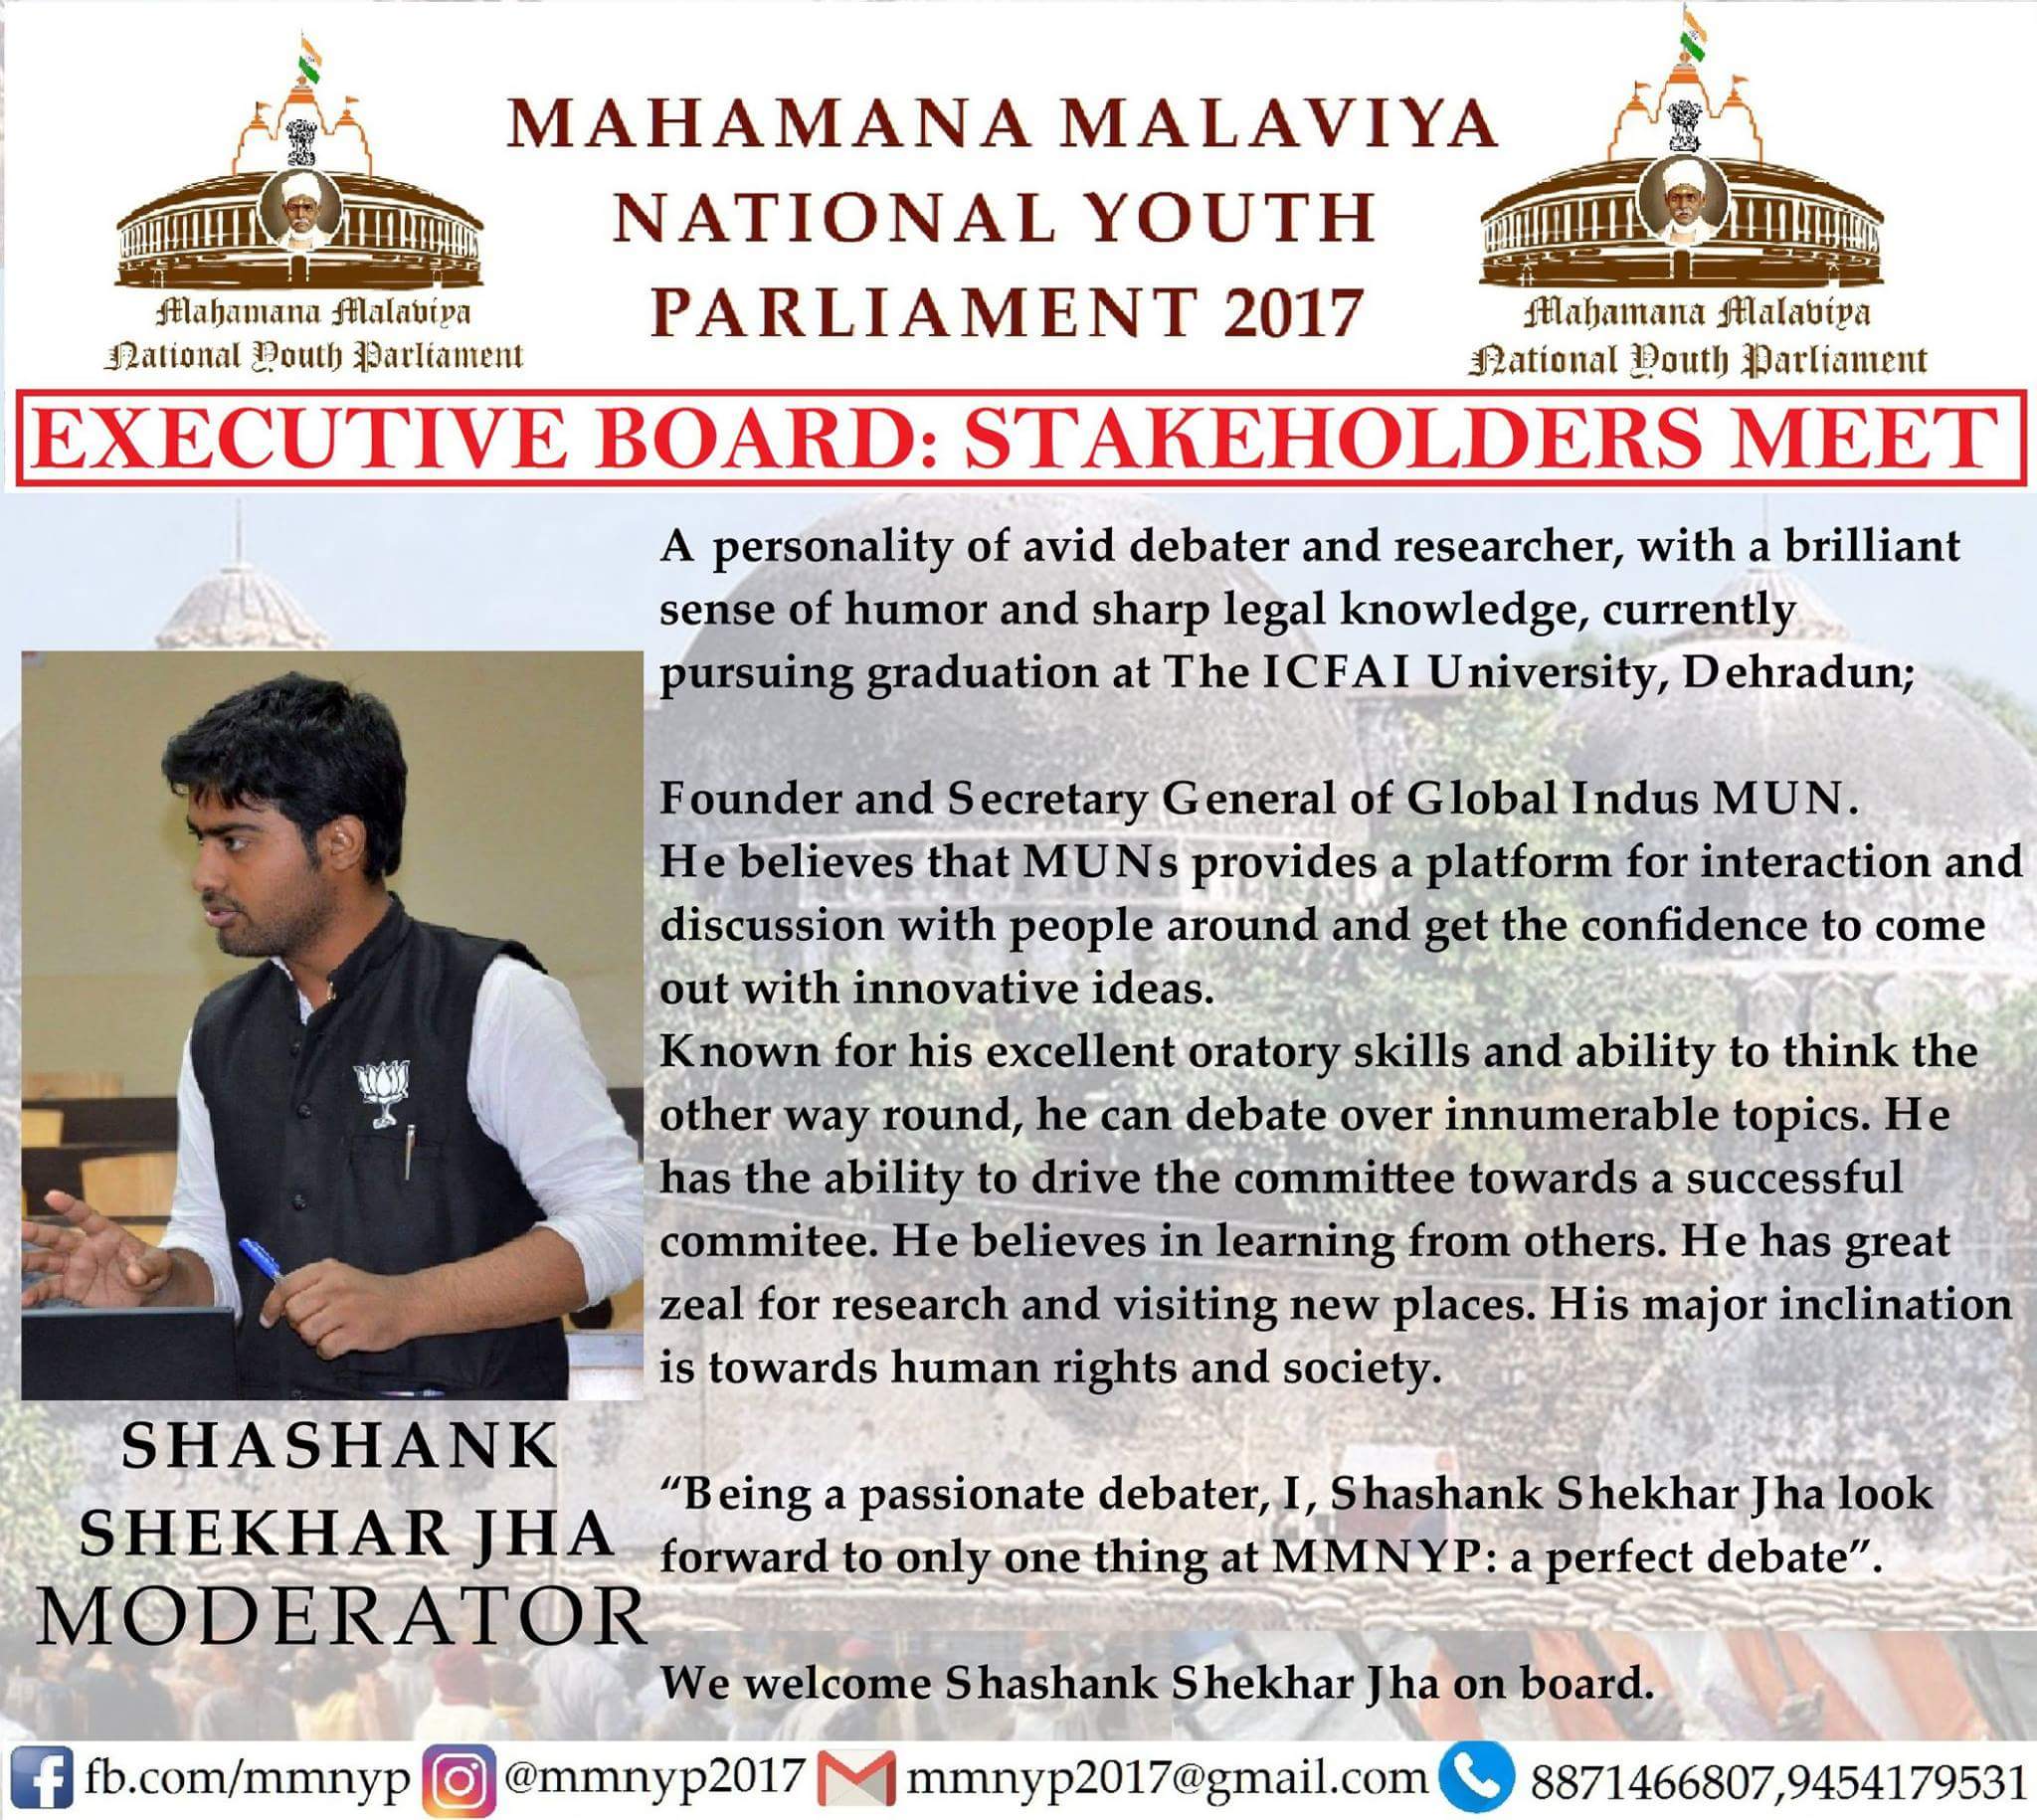 MAHAMANA MALAVIYA
NATIONAL YOUTH
PARLIAMENT 2017
Mahamana Malaviya
National Youth Parliament
Mahamana Malaviya
National Youth Parliament
EXECUTIVE BOARD: STAKEHOLDERS MEET
A personality of avid debater and researcher, with a brilliant
sense of humor and sharp legal knowledge, currently
pursuing graduation at The ICFAI University, Dehradun;
Founder and Secretary General of Global Indus MUN.
He believes that MUNs provides a platform for interaction and
discussion with people around and get the confidence to come
out with innovative ideas.
Known for his excellent oratory skills and ability to think the
other way round, he can debate over innumerable topics. He
has the ability to drive the committee towards a successful
commitee. He believes in learning from others. He has great
zeal for research and visiting new places. His major inclination
is towards human rights and society.
“Being a passionate debater, I, Shashank Shekhar Jha look
forward to only one thing at MMNYP: a perfect debate”.
We welcome Shashank Shekhar Jha on board.
SHASHANK
SHEKHAR JHA
MODERATOR
fb.com/mmnyp @mmnyp2017 mmnyp2017@gmail.com 8871466807,9454179531